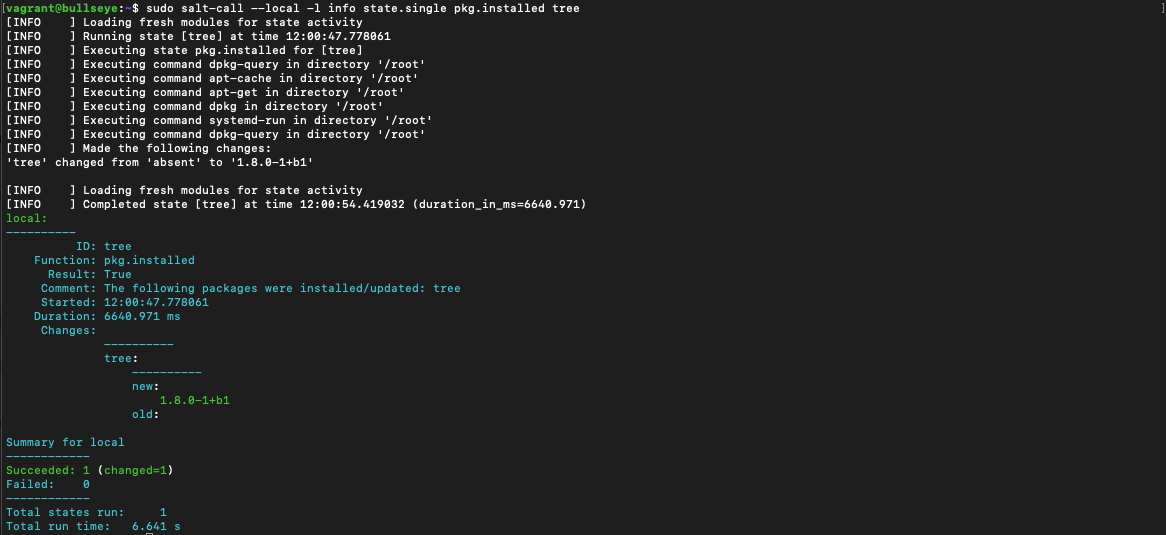 [vagrant@bullseye:~$ sudo salt-call --local -l info state.single pkg.installed tree ]
[INFO    ] Loading fresh modules for state activity
[INFO    ] Running state [tree] at time 12:00:47.778061
[INFO    ] Executing state pkg.installed for [tree]
[INFO    ] Executing command dpkg-query in directory '/root'
[INFO    ] Executing command apt-cache in directory '/root'
[INFO    ] Executing command apt-get in directory '/root'
[INFO    ] Executing command dpkg in directory '/root'
[INFO    ] Executing command systemd-run in directory '/root'
[INFO    ] Executing command dpkg-query in directory '/root'
[INFO    ] Made the following changes:
'tree' changed from 'absent' to '1.8.0-1+b1'

[INFO    ] Loading fresh modules for state activity
[INFO    ] Completed state [tree] at time 12:00:54.419032 (duration_in_ms=6640.971)
local:
----------
          ID: tree
    Function: pkg.installed
      Result: True
     Comment: The following packages were installed/updated: tree
     Started: 12:00:47.778061
    Duration: 6640.971 ms
     Changes:
              ----------
              tree:
                  ----------
                  new:
                      1.8.0-1+b1
                  old:

Summary for local
------------
Succeeded: 1 (changed=1)
Failed:    0
------------
Total states run:     1
Total run time:   6.641 s